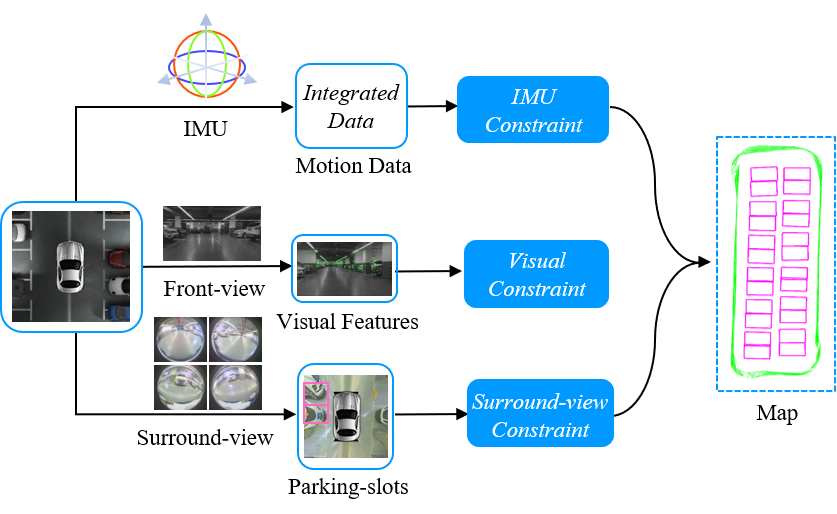 IMU
Integrated
Data
Motion Data
IMU
Constraint
Front-view
Visual Features
Visual
Constraint
Surround-view
Parking-slots
Surround-view
Constraint
Map